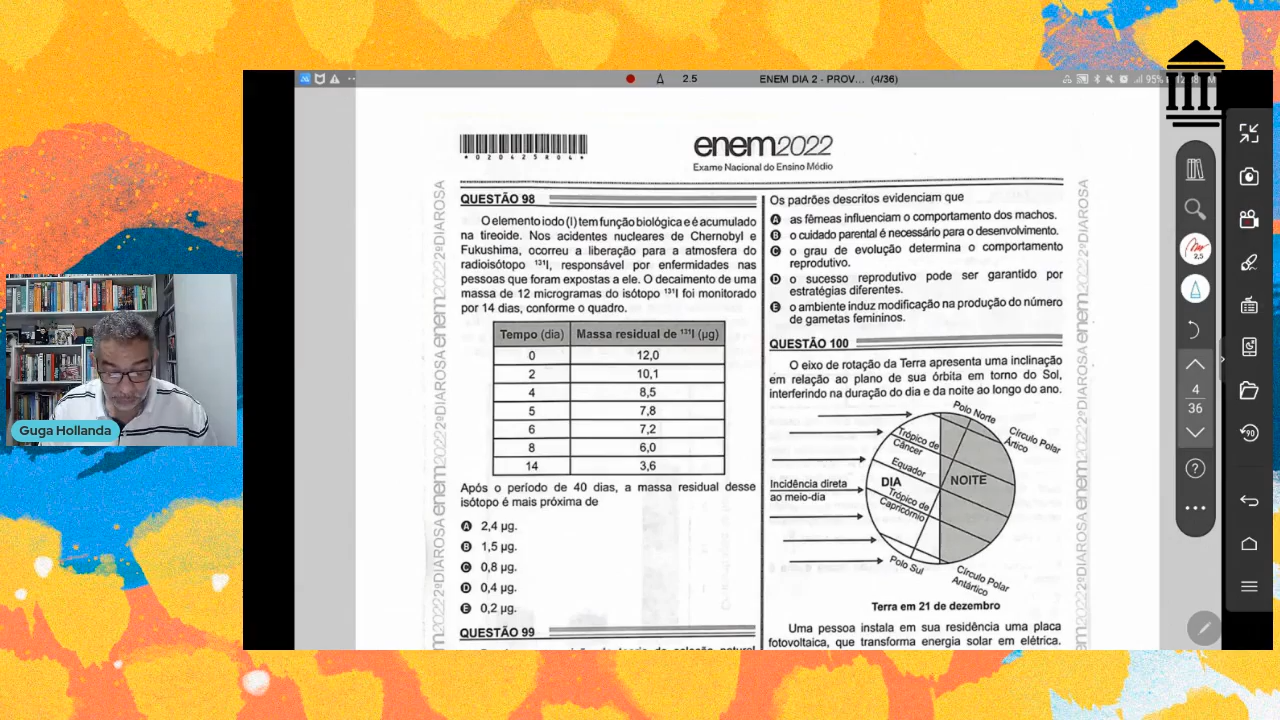 2.5
ENEM DIA 2 - PROV... (4/36)
95%
*020425R04*
enem2022
Exame Nacional do Ensino Médio
QUESTÃO 98
O elemento iodo (I) tem função biológica e é acumulado
na tireoide. Nos acidentes nucleares de Chernobyl e
Fukushima, ocorreu a liberação para a atmosfera do
radioisótopo ¹³¹I, responsável por enfermidades nas
pessoas que foram expostas a ele. O decaimento de uma
massa de 12 microgramas do isótopo ¹³¹I foi monitorado
por 14 dias, conforme o quadro.
Tempo (dia) Massa residual de ¹³¹I (µg)
0 12,0
2 10,1
4 8,5
5 7,8
6 7,2
8 6,0
14 3,6
Após o período de 40 dias, a massa residual desse
isótopo é mais próxima de
A 2,4 µg.
B 1,5 µg.
C 0,8 µg.
D 0,4 µg.
E 0,2 µg.
QUESTÃO 99
Os padrões descritos evidenciam que
A as fêmeas influenciam o comportamento dos machos.
B o cuidado parental é necessário para o desenvolvimento.
C o grau de evolução determina o comportamento
reprodutivo.
D o sucesso reprodutivo pode ser garantido por
estratégias diferentes.
E o ambiente induz modificação na produção do número
de gametas femininos.
QUESTÃO 100
O eixo de rotação da Terra apresenta uma inclinação
em relação ao plano de sua órbita em torno do Sol,
interferindo na duração do dia e da noite ao longo do ano.
Polo Norte
Círculo Polar
Ártico
Trópico de
Câncer
Equador
DIA
NOITE
Incidência direta
ao meio-dia
Trópico de
Capricórnio
Polo Sul
Círculo Polar
Antártico
Terra em 21 de dezembro
Uma pessoa instala em sua residência uma placa
fotovoltaica, que transforma energia solar em elétrica.
2ºDIAROSA enem2022
2ºDIAROSA enem2022
Guga Hollanda
2,5
4
36
90